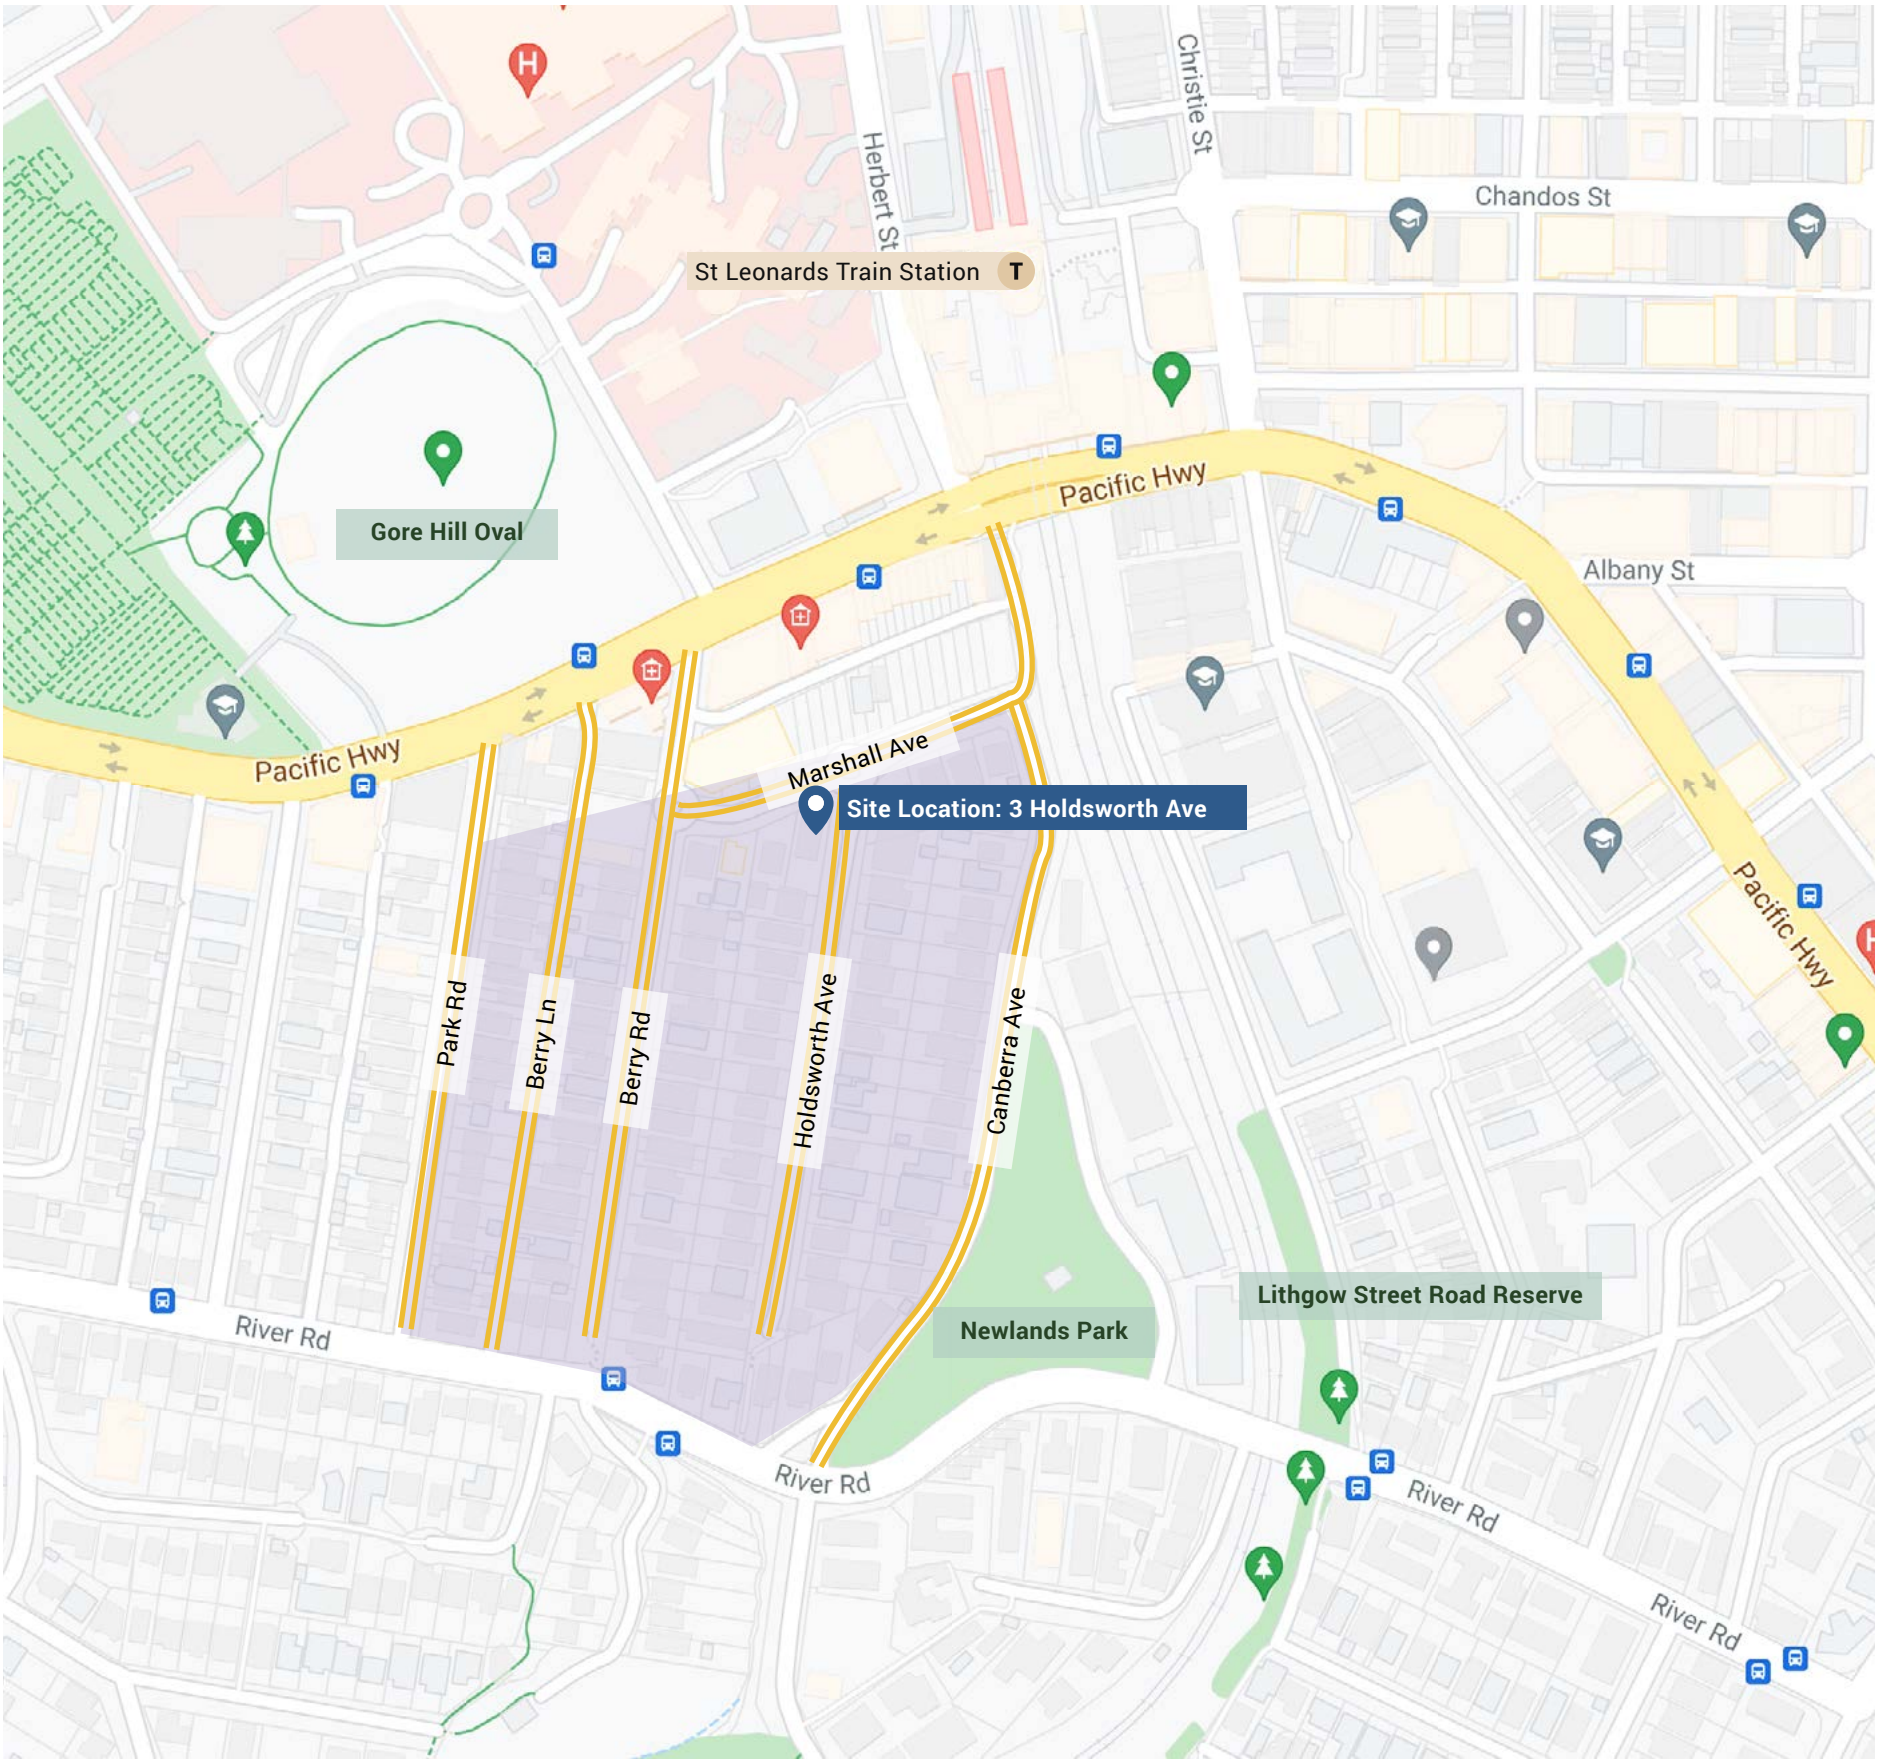 H
Christie St
Herbert St
Chandos St
St Leonards Train Station T
Pacific Hwy
Gore Hill Oval
Albany St
Marshall Ave
Pacific Hwy
Site Location: 3 Holdsworth Ave
Pacific Hwy
H
Park Rd
Berry Ln
Berry Rd
Holdsworth Ave
Canberra Ave
Lithgow Street Road Reserve
River Rd
Newlands Park
River Rd
River Rd
River Rd